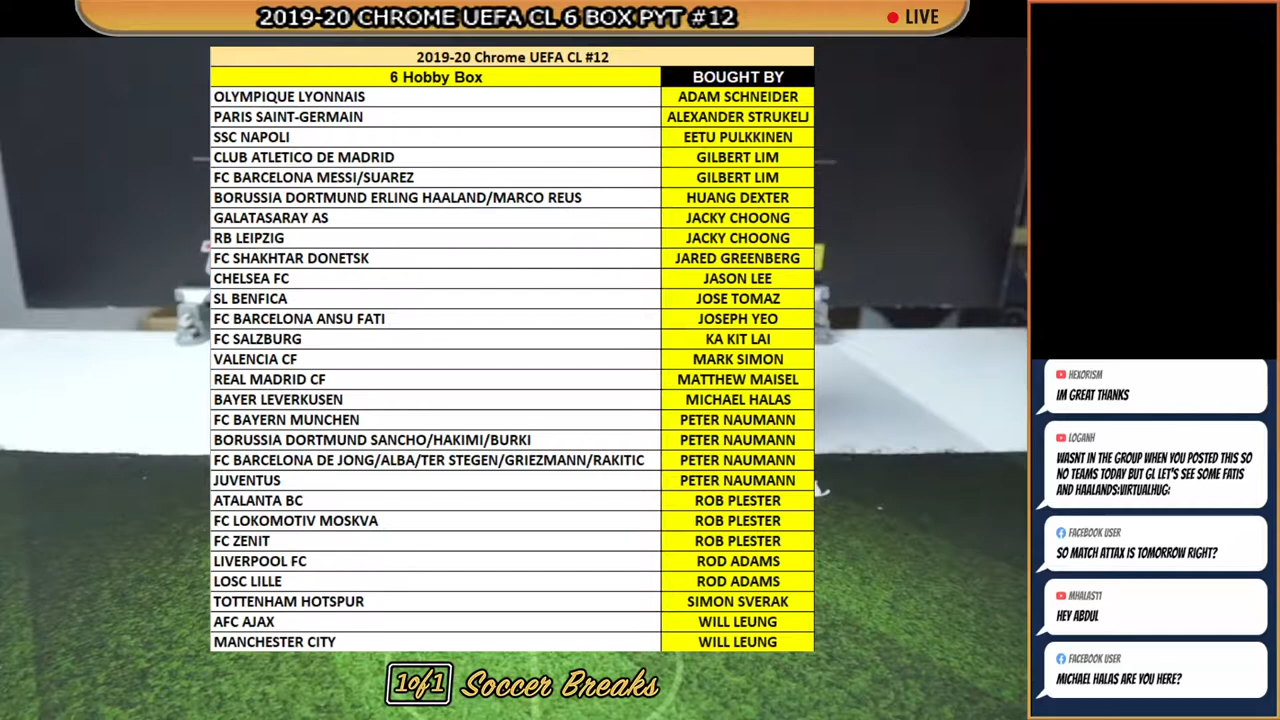 2019-20 CHROME UEFA CL 6 BOX PYT #12
LIVE
2019-20 Chrome UEFA CL #12
6 Hobby Box BOUGHT BY
OLYMPIQUE LYONNAIS ADAM SCHNEIDER
PARIS SAINT-GERMAIN ALEXANDER STRUKELJ
SSC NAPOLI EETU PULKKINEN
CLUB ATLETICO DE MADRID GILBERT LIM
FC BARCELONA MESSI/SUAREZ GILBERT LIM
BORUSSIA DORTMUND ERLING HAALAND/MARCO REUS HUANG DEXTER
GALATASARAY AS JACKY CHOONG
RB LEIPZIG JACKY CHOONG
FC SHAKHTAR DONETSK JARED GREENBERG
CHELSEA FC JASON LEE
SL BENFICA JOSE TOMAZ
FC BARCELONA ANSU FATI JOSEPH YEO
FC SALZBURG KA KIT LAI
VALENCIA CF MARK SIMON
REAL MADRID CF MATTHEW MAISEL
BAYER LEVERKUSEN MICHAEL HALAS
FC BAYERN MUNCHEN PETER NAUMANN
BORUSSIA DORTMUND SANCHO/HAKIMI/BURKI PETER NAUMANN
FC BARCELONA DE JONG/ALBA/TER STEGEN/GRIEZMANN/RAKITIC PETER NAUMANN
JUVENTUS PETER NAUMANN
ATALANTA BC ROB PLESTER
FC LOKOMOTIV MOSKVA ROB PLESTER
FC ZENIT ROB PLESTER
LIVERPOOL FC ROD ADAMS
LOSC LILLE ROD ADAMS
TOTTENHAM HOTSPUR SIMON SVERAK
AFC AJAX WILL LEUNG
MANCHESTER CITY WILL LEUNG
1of1 Soccer Breaks
HEXORISM
IM GREAT THANKS
LOGANH
WASNT IN THE GROUP WHEN YOU POSTED THIS SO
NO TEAMS TODAY BUT GL LET'S SEE SOME FATIS
AND HAALANDS:VIRTUALHUG:
FACEBOOK USER
SO MATCH ATTAX IS TOMORROW RIGHT?
MHALAS11
HEY ABDUL
FACEBOOK USER
MICHAEL HALAS ARE YOU HERE?